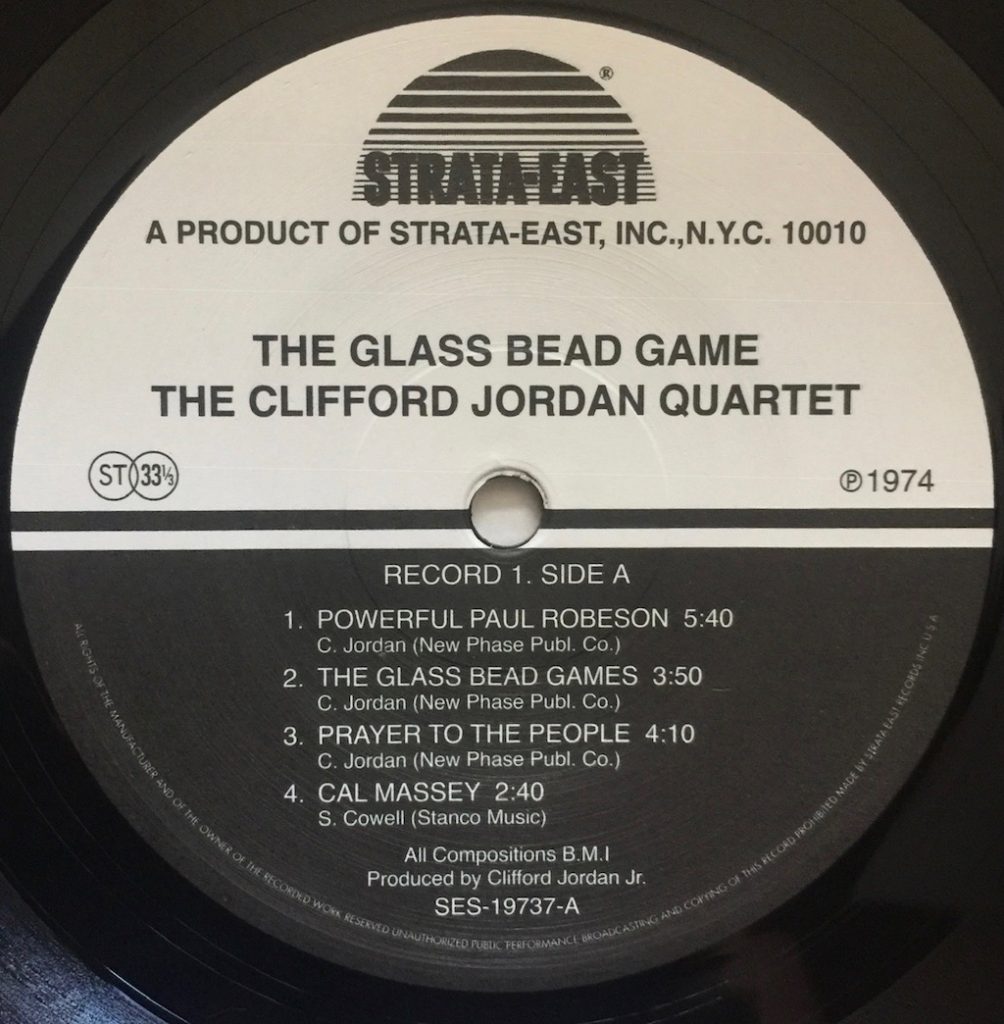 ®
STRATA-EAST
A PRODUCT OF STRATA-EAST, INC.,N.Y.C. 10010
THE GLASS BEAD GAME
THE CLIFFORD JORDAN QUARTET
ST 33⅓
℗1974
RECORD 1. SIDE A
1. POWERFUL PAUL ROBESON 5:40
C. Jordan (New Phase Publ. Co.)
2. THE GLASS BEAD GAMES 3:50
C. Jordan (New Phase Publ. Co.)
3. PRAYER TO THE PEOPLE 4:10
C. Jordan (New Phase Publ. Co.)
4. CAL MASSEY 2:40
S. Cowell (Stanco Music)
All Compositions B.M.I
Produced by Clifford Jordan Jr.
SES-19737-A
ALL RIGHTS OF THE MANUFACTURER AND OF THE OWNER OF THE RECORDED WORK RESERVED UNAUTHORIZED PUBLIC PERFORMANCE BROADCASTING AND COPYING OF THIS RECORD PROHIBITED MADE BY STRATA EAST RECORDS INC U S A